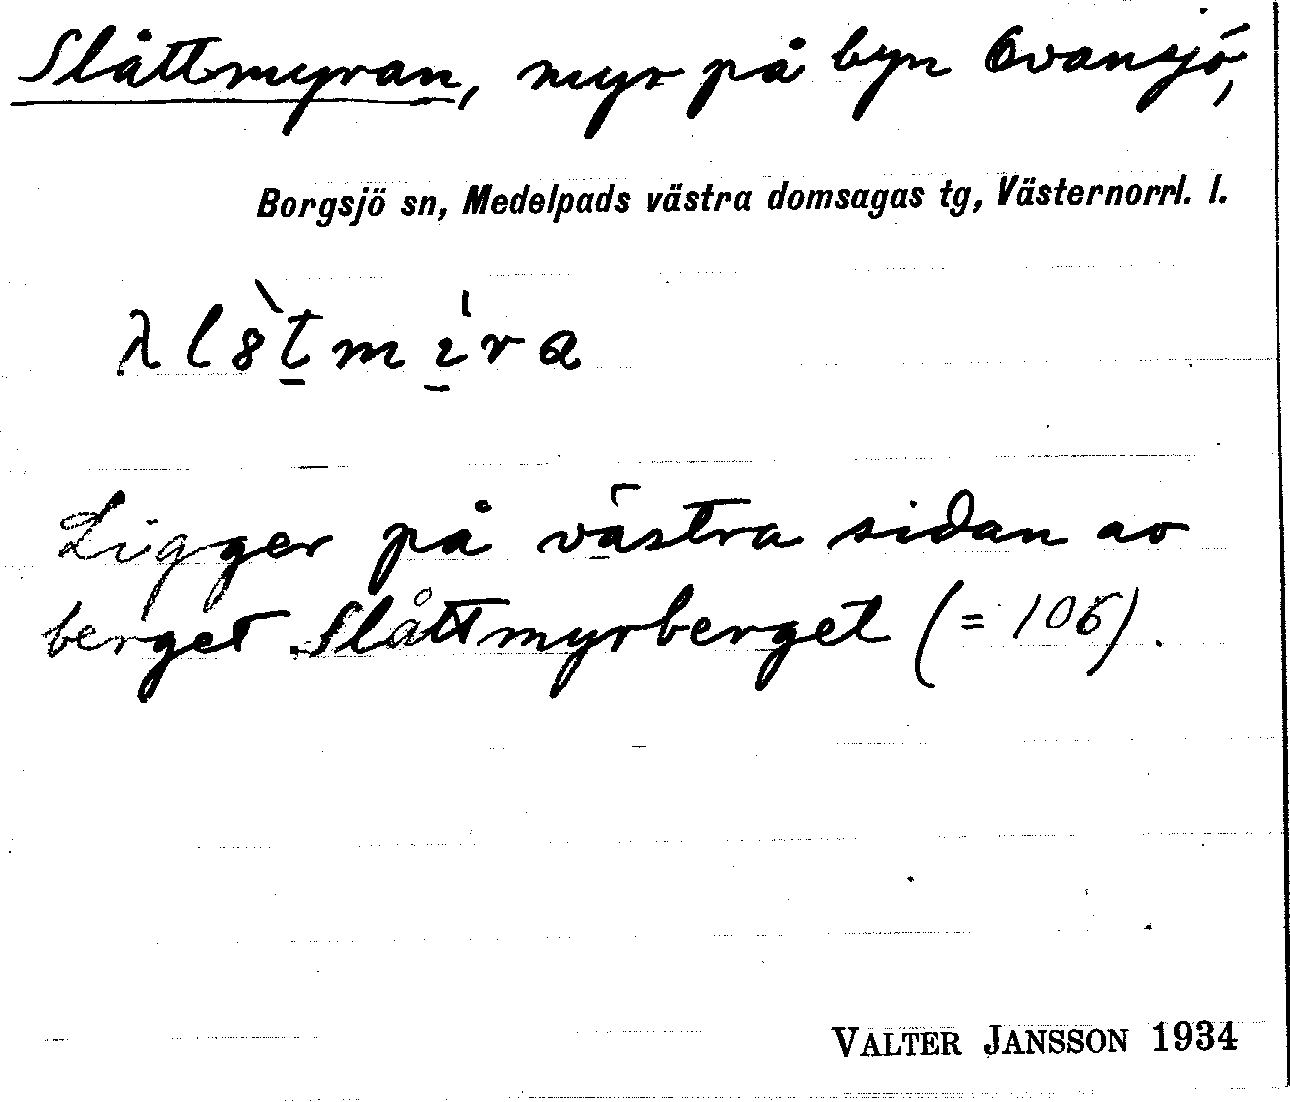 Slåttmyran, myr på byn Ovansjö,
Borgsjö sn, Medelpads västra domsagas tg, Västernorrl. l.
Ligger på västra sidan av
berget Slåttmyrberget (= 106).
VALTER JANSSON 1934